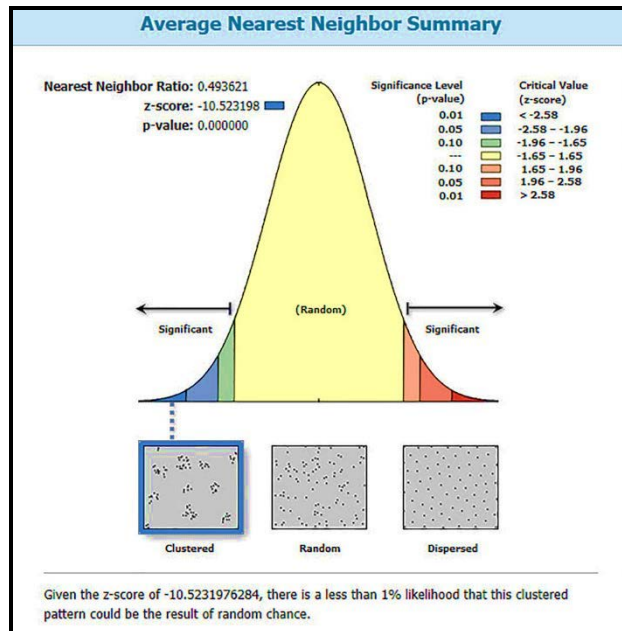 Average Nearest Neighbor Summary
Nearest Neighbor Ratio: 0.493621
z-score: -10.523198
p-value: 0.000000
Significance Level
(p-value)
Critical Value
(z-score)
0.01 < -2.58
0.05 -2.58 – -1.96
0.10 -1.96 – -1.65
--- -1.65 – 1.65
0.10 1.65 – 1.96
0.05 1.96 – 2.58
0.01 > 2.58
Significant
(Random)
Significant
Clustered
Random
Dispersed
Given the z-score of -10.5231976284, there is a less than 1% likelihood that this clustered
pattern could be the result of random chance.